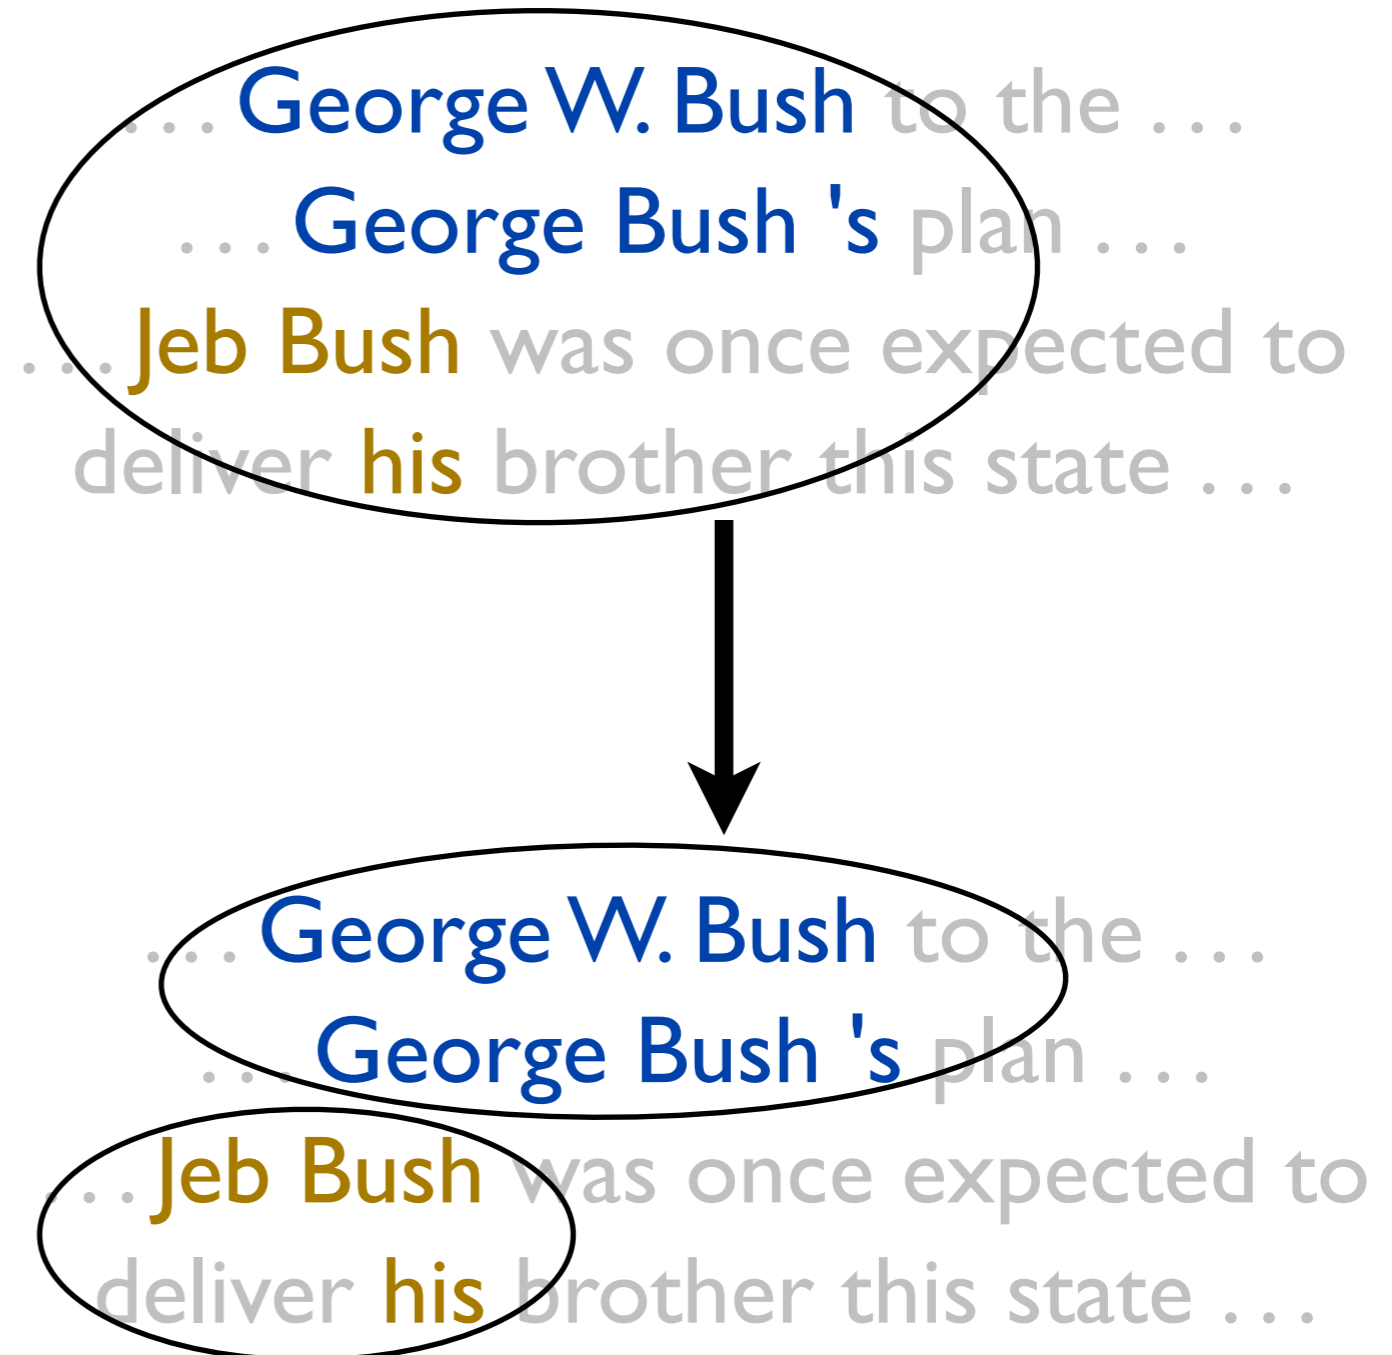 . . . George W. Bush to the . . .
. . . George Bush 's plan . . .
. . . Jeb Bush was once expected to
deliver his brother this state . . .
. . . George W. Bush to the . . .
. . . George Bush 's plan . . .
. . . Jeb Bush was once expected to
deliver his brother this state . . .